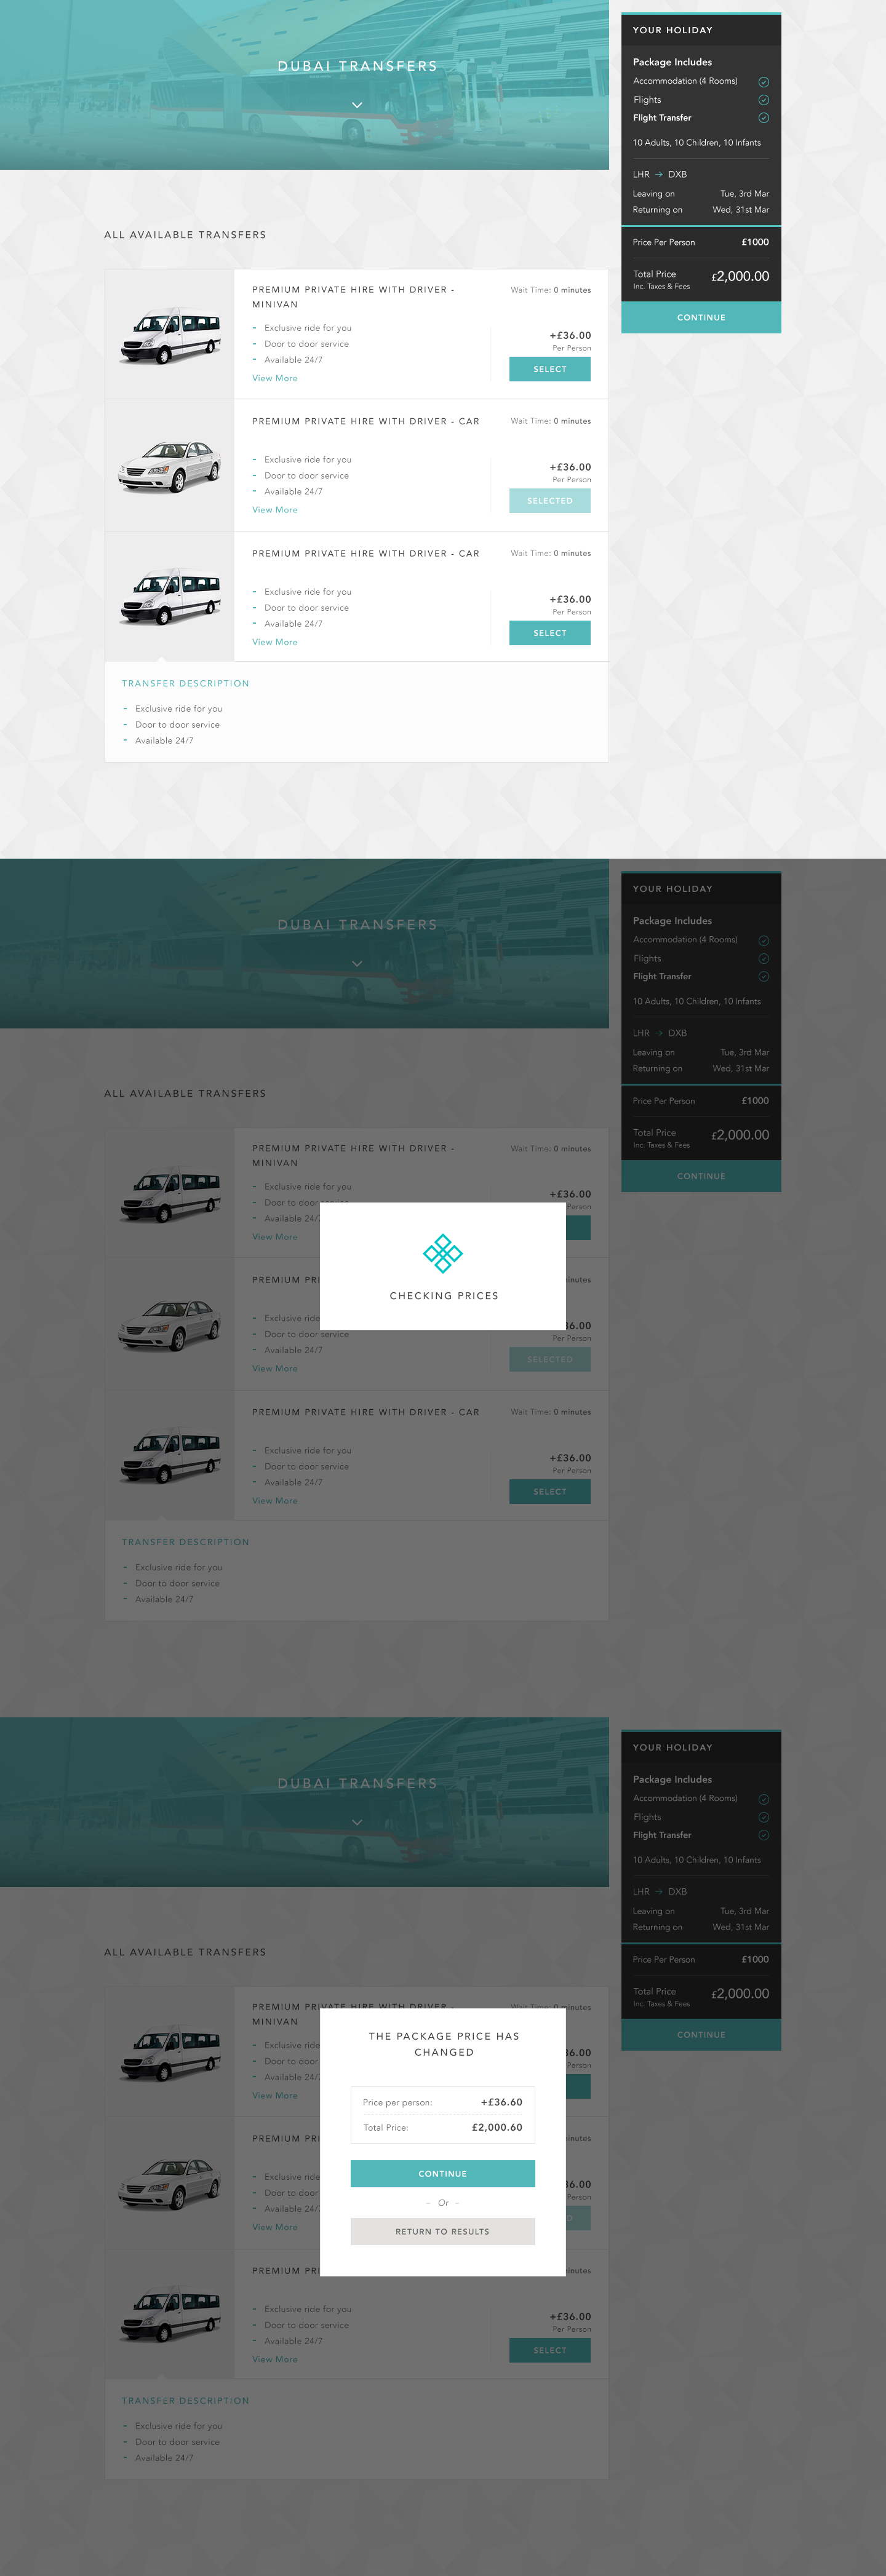 DUBAI TRANSFERS
YOUR HOLIDAY
Package Includes
Accommodation (4 Rooms)
Flights
Flight Transfer
10 Adults, 10 Children, 10 Infants
LHR → DXB
Leaving on Tue, 3rd Mar
Returning on Wed, 31st Mar
Price Per Person £1000
Total Price £2,000.00
Inc. Taxes & Fees
CONTINUE
ALL AVAILABLE TRANSFERS
PREMIUM PRIVATE HIRE WITH DRIVER -
MINIVAN
Wait Time: 0 minutes
- Exclusive ride for you
- Door to door service
- Available 24/7
View More
+£36.00
Per Person
SELECT
PREMIUM PRIVATE HIRE WITH DRIVER - CAR
Wait Time: 0 minutes
- Exclusive ride for you
- Door to door service
- Available 24/7
View More
+£36.00
Per Person
SELECTED
PREMIUM PRIVATE HIRE WITH DRIVER - CAR
Wait Time: 0 minutes
- Exclusive ride for you
- Door to door service
- Available 24/7
View More
+£36.00
Per Person
SELECT
TRANSFER DESCRIPTION
- Exclusive ride for you
- Door to door service
- Available 24/7
DUBAI TRANSFERS
YOUR HOLIDAY
Package Includes
Accommodation (4 Rooms)
Flights
Flight Transfer
10 Adults, 10 Children, 10 Infants
LHR → DXB
Leaving on Tue, 3rd Mar
Returning on Wed, 31st Mar
Price Per Person £1000
Total Price £2,000.00
Inc. Taxes & Fees
CONTINUE
ALL AVAILABLE TRANSFERS
PREMIUM PRIVATE HIRE WITH DRIVER -
MINIVAN
Wait Time: 0 minutes
- Exclusive ride for you
- Door to door
- Available 24/7
View More
+£36.00
Person
CHECKING PRICES
PREMIUM PRI
inutes
- Exclusive ride
- Door to door service
- Available 24/7
View More
36.00
Per Person
SELECTED
PREMIUM PRIVATE HIRE WITH DRIVER - CAR
Wait Time: 0 minutes
- Exclusive ride for you
- Door to door service
- Available 24/7
View More
+£36.00
Per Person
SELECT
TRANSFER DESCRIPTION
- Exclusive ride for you
- Door to door service
- Available 24/7
DUBAI TRANSFERS
YOUR HOLIDAY
Package Includes
Accommodation (4 Rooms)
Flights
Flight Transfer
10 Adults, 10 Children, 10 Infants
LHR → DXB
Leaving on Tue, 3rd Mar
Returning on Wed, 31st Mar
Price Per Person £1000
Total Price £2,000.00
Inc. Taxes & Fees
CONTINUE
ALL AVAILABLE TRANSFERS
PREMIUM PRIVATE HIRE WITH DRIVER -
MINIVAN
Wait Time: 0 minutes
- Exclusive ride
- Door to door
- Available 24/7
View More
36.00
Person
THE PACKAGE PRICE HAS
CHANGED
Price per person: +£36.60
Total Price: £2,000.60
CONTINUE
- Or -
RETURN TO RESULTS
PREMIUM PRI
inutes
- Exclusive ride
- Door to door
- Available 24/7
View More
36.00
Person
D
PREMIUM PRI
inutes
- Exclusive ride for you
- Door to door service
- Available 24/7
View More
+£36.00
Per Person
SELECT
TRANSFER DESCRIPTION
- Exclusive ride for you
- Door to door service
- Available 24/7